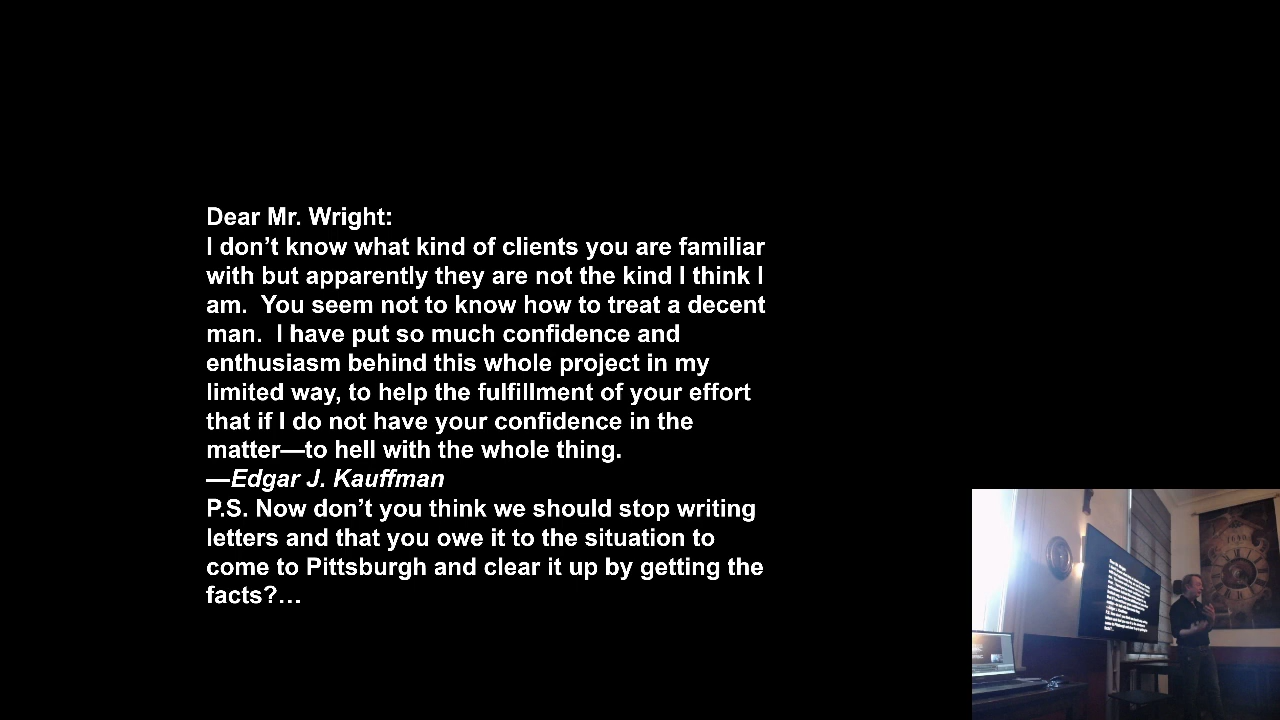 Dear Mr. Wright:
I don’t know what kind of clients you are familiar
with but apparently they are not the kind I think I
am.  You seem not to know how to treat a decent
man.  I have put so much confidence and
enthusiasm behind this whole project in my
limited way, to help the fulfillment of your effort
that if I do not have your confidence in the
matter—to hell with the whole thing.
—Edgar J. Kauffman
P.S. Now don’t you think we should stop writing
letters and that you owe it to the situation to
come to Pittsburgh and clear it up by getting the
facts?…